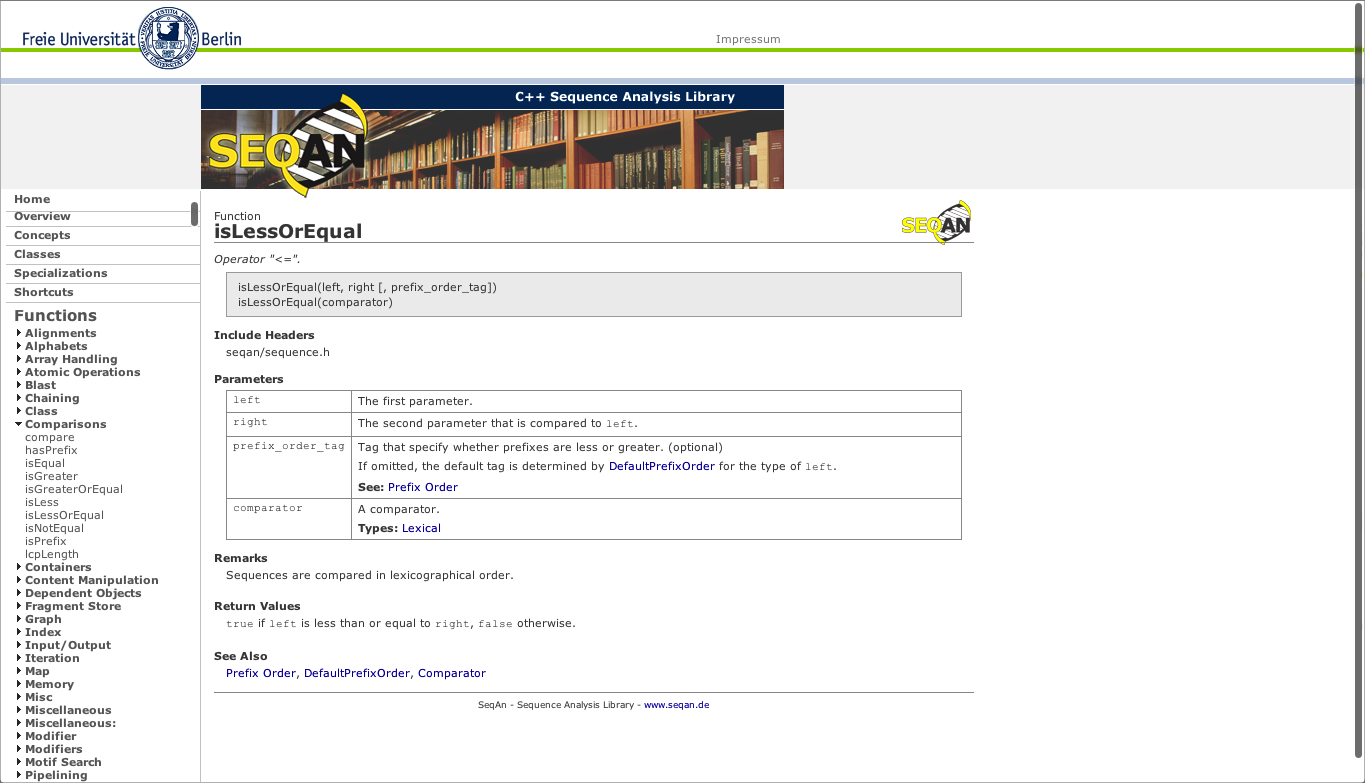 Freie Universität Berlin
Impressum
C++ Sequence Analysis Library
SEQAN
Home
Overview
Concepts
Classes
Specializations
Shortcuts
Functions
Alignments
Alphabets
Array Handling
Atomic Operations
Blast
Chaining
Class
Comparisons
compare
hasPrefix
isEqual
isGreater
isGreaterOrEqual
isLess
isLessOrEqual
isNotEqual
isPrefix
lcpLength
Containers
Content Manipulation
Dependent Objects
Fragment Store
Graph
Index
Input/Output
Iteration
Map
Memory
Misc
Miscellaneous
Miscellaneous:
Modifier
Modifiers
Motif Search
Pipelining
Function
isLessOrEqual
SEQAN
Operator "<=".
isLessOrEqual(left, right [, prefix_order_tag])
isLessOrEqual(comparator)
Include Headers
seqan/sequence.h
Parameters
left The first parameter.
right The second parameter that is compared to left.
prefix_order_tag Tag that specify whether prefixes are less or greater. (optional)
If omitted, the default tag is determined by DefaultPrefixOrder for the type of left.
See: Prefix Order
comparator A comparator.
Types: Lexical
Remarks
Sequences are compared in lexicographical order.
Return Values
true if left is less than or equal to right, false otherwise.
See Also
Prefix Order, DefaultPrefixOrder, Comparator
SeqAn - Sequence Analysis Library - www.seqan.de